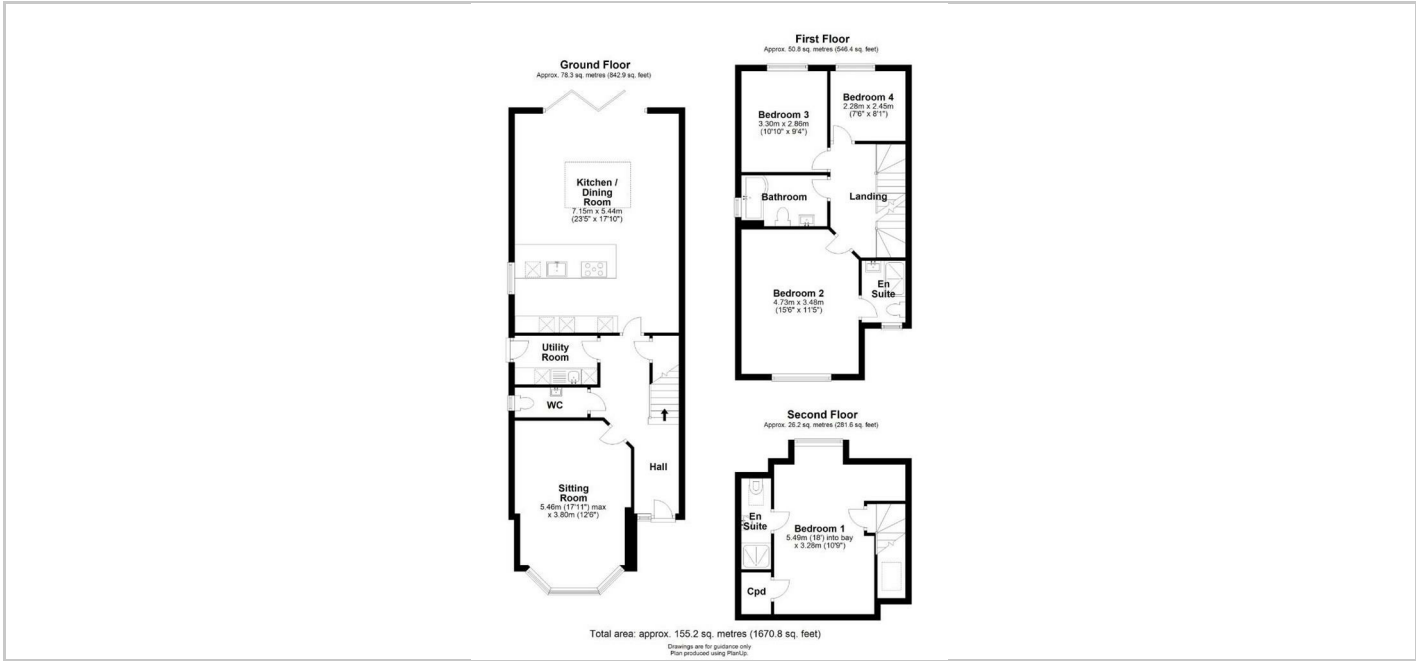 Ground Floor
Approx. 78.3 sq. metres (842.9 sq. feet)
Kitchen /
Dining
Room
7.15m x 5.44m
(23'5" x 17'10")
Utility
Room
WC
Sitting
Room
5.46m (17'11") max
x 3.80m (12'6")
Hall
First Floor
Approx. 50.8 sq. metres (546.4 sq. feet)
Bedroom 3
3.30m x 2.86m
(10'10" x 9'4")
Bedroom 4
2.28m x 2.45m
(7'6" x 8'1")
Bathroom
Landing
Bedroom 2
4.73m x 3.48m
(15'6" x 11'5")
En
Suite
Second Floor
Approx. 26.2 sq. metres (281.6 sq. feet)
En
Suite
Bedroom 1
5.49m (18') into bay
x 3.28m (10'9")
Cpd
Total area: approx. 155.2 sq. metres (1670.8 sq. feet)
Drawings are for guidance only
Plan produced using PlanUp.